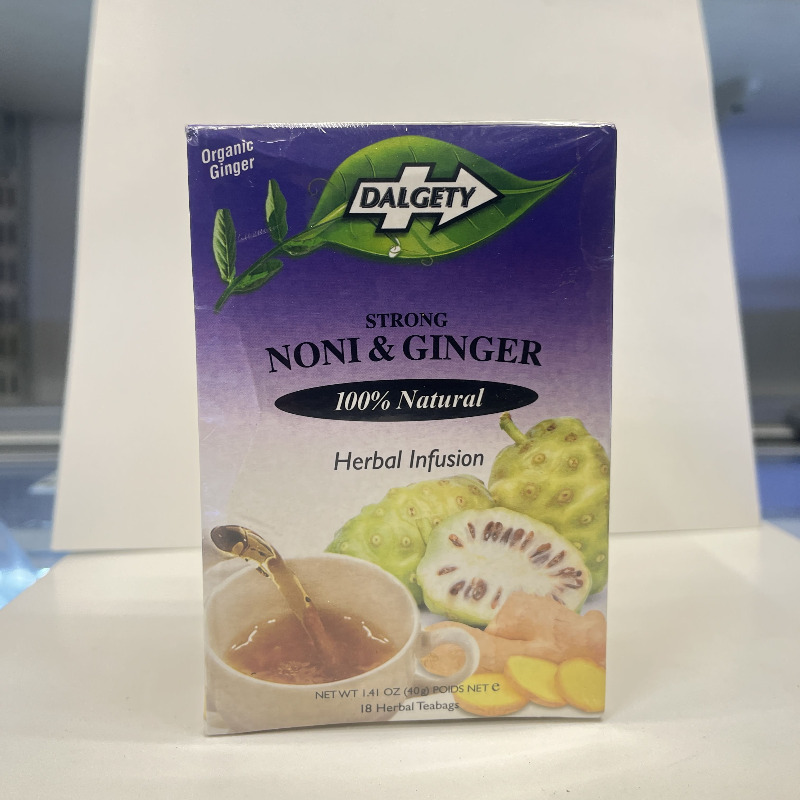 Organic
Ginger
DALGETY
STRONG
NONI & GINGER
100% Natural
Herbal Infusion
NET WT 1.41 OZ (40g) POIDS NET ℮
18 Herbal Teabags